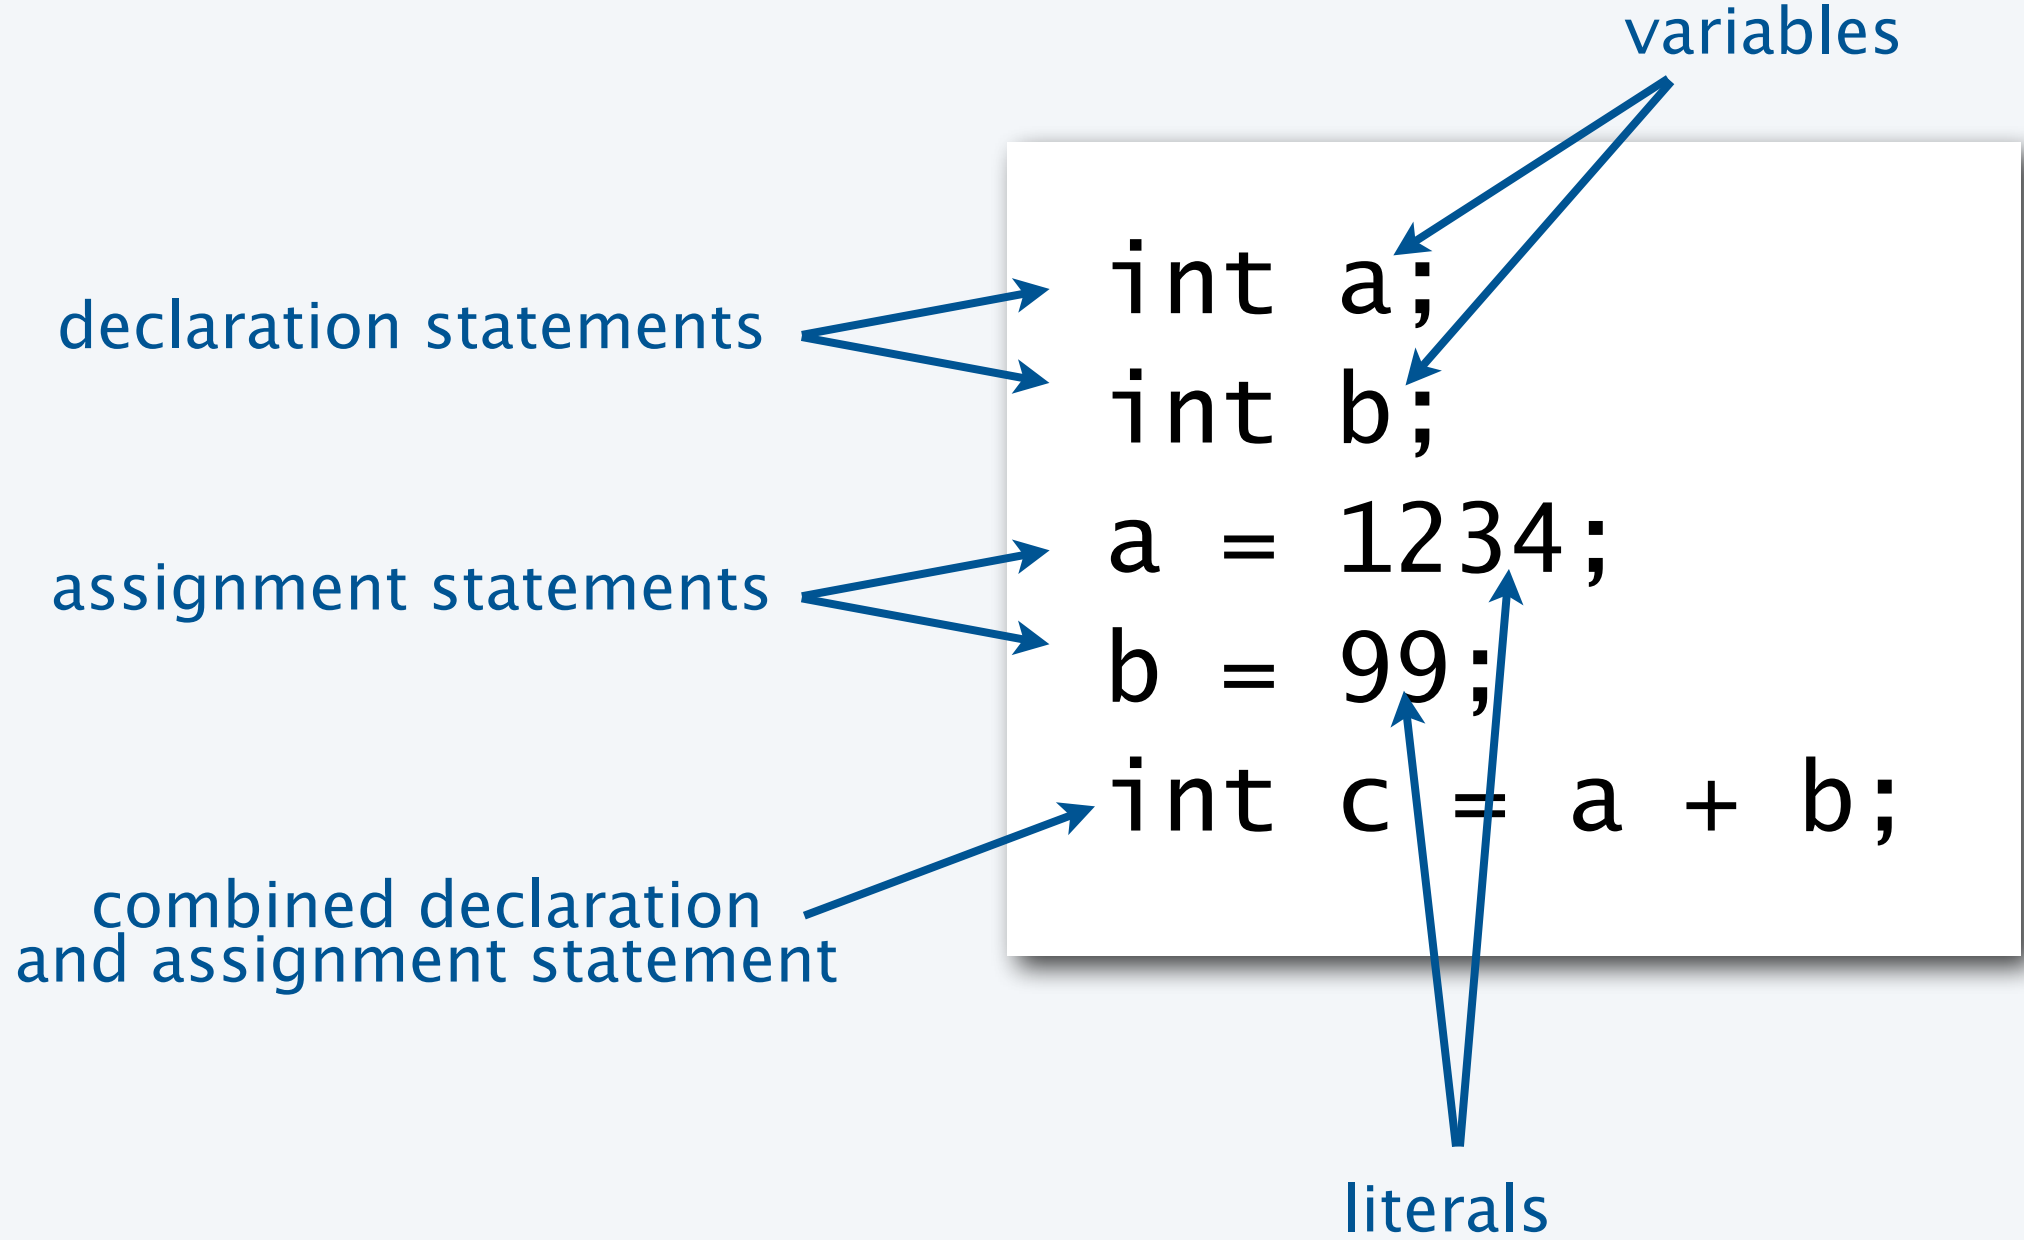 variables
int a;
declaration statements
int b;
a = 1234;
assignment statements
b = 99;
int c = a + b;
combined declaration
and assignment statement
literals